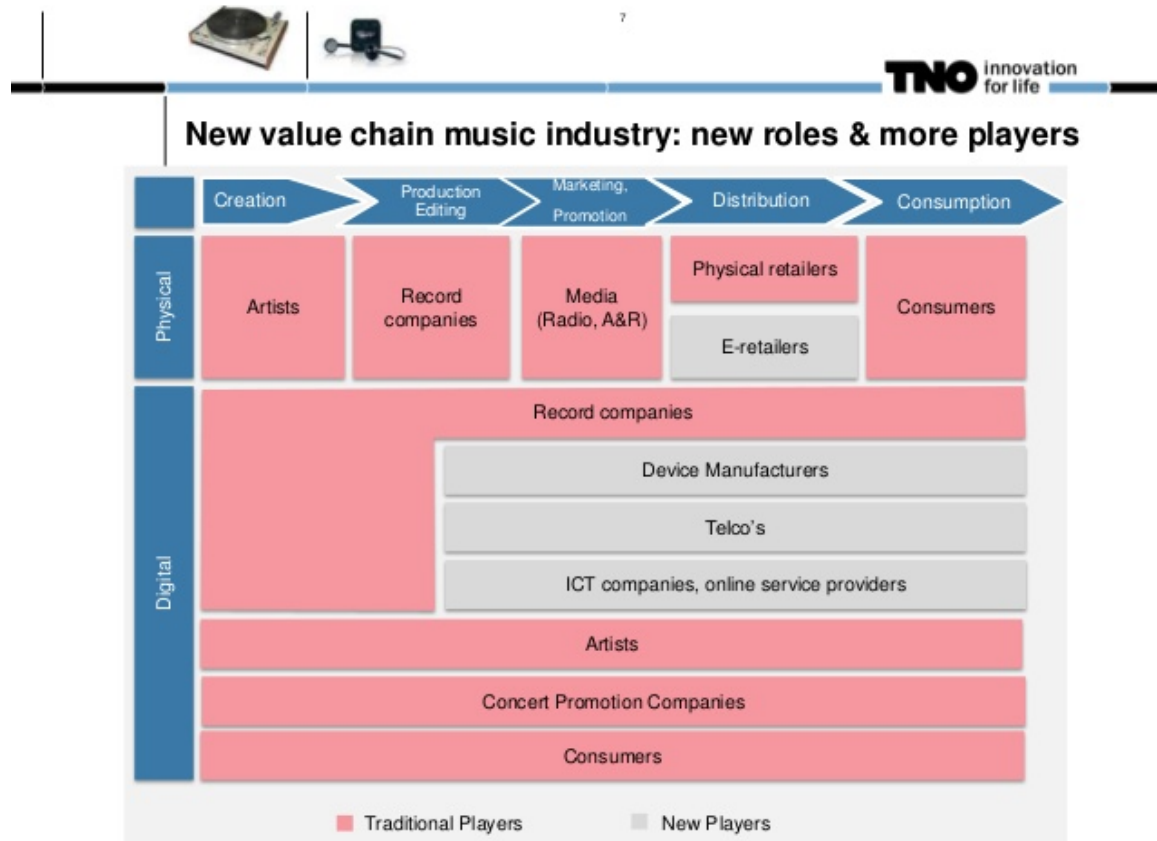 7
TNO innovation
for life
New value chain music industry: new roles & more players
Creation
Production
Editing
Marketing,
Promotion
Distribution
Consumption
Physical
Artists
Record
companies
Media
(Radio, A&R)
Physical retailers
E-retailers
Consumers
Digital
Record companies
Device Manufacturers
Telco's
ICT companies, online service providers
Artists
Concert Promotion Companies
Consumers
Traditional Players
New Players